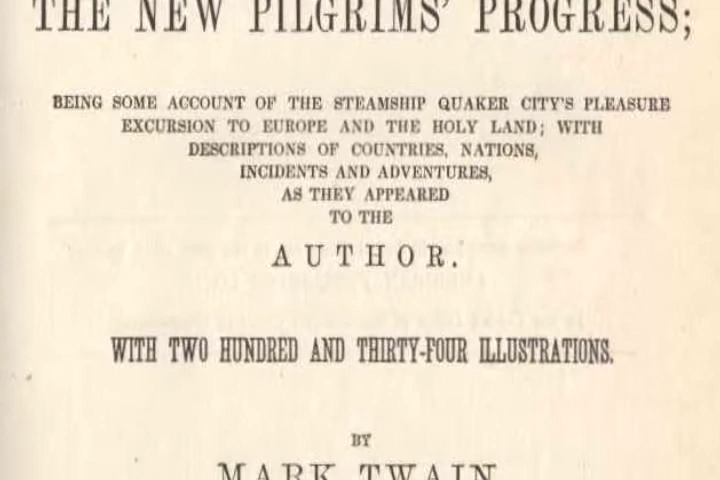 THE NEW PILGRIMS' PROGRESS;
BEING SOME ACCOUNT OF THE STEAMSHIP QUAKER CITY'S PLEASURE
EXCURSION TO EUROPE AND THE HOLY LAND; WITH
DESCRIPTIONS OF COUNTRIES, NATIONS,
INCIDENTS AND ADVENTURES,
AS THEY APPEARED
TO THE
AUTHOR.
WITH TWO HUNDRED AND THIRTY-FOUR ILLUSTRATIONS.
BY
MARK TWAIN